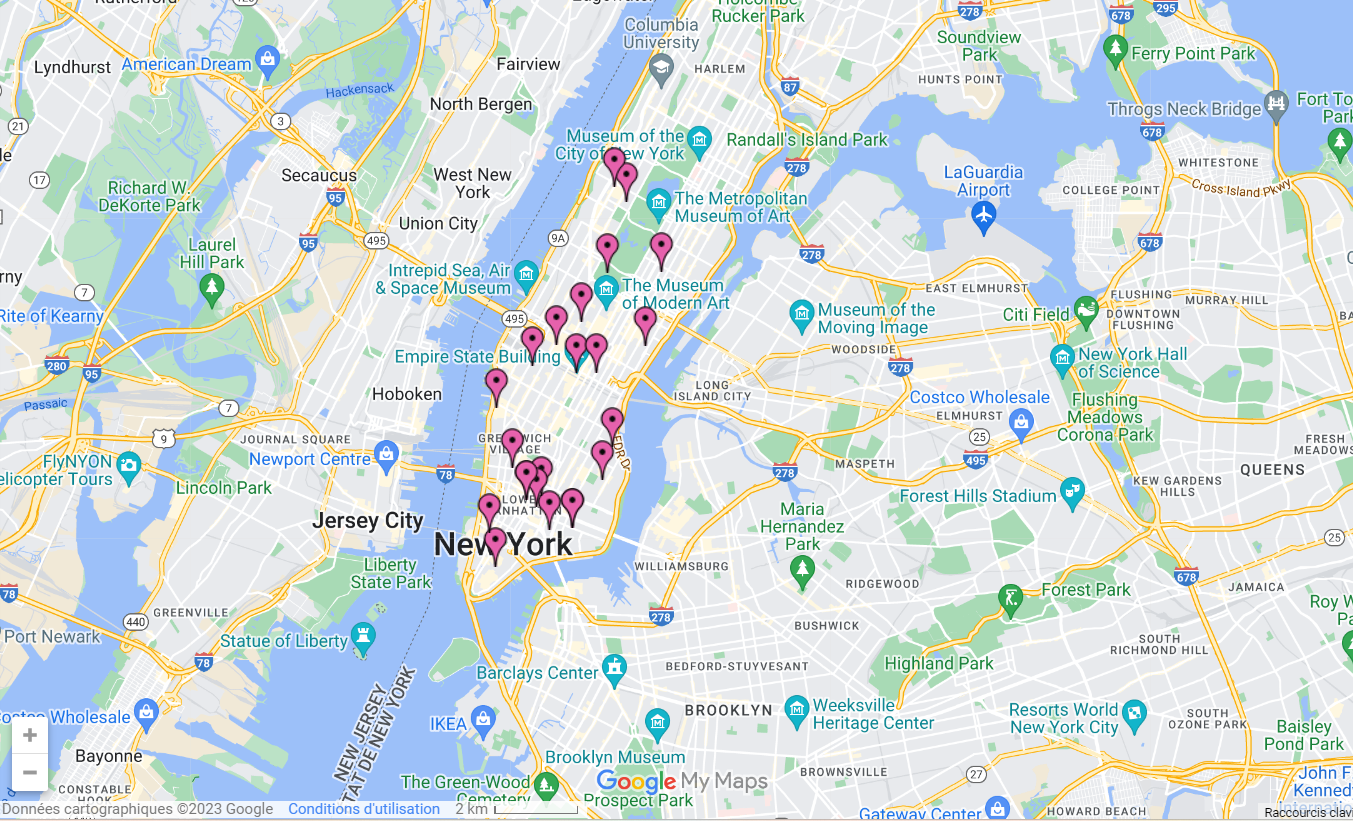 Rutherford
Columbia
University
Rucker Park
278
678
295
Soundview
Park
Ferry Point Park
Lyndhurst
American Dream
Fairview
HARLEM
HUNTS POINT
87
Hackensack
North Bergen
Throgs Neck Bridge
Fort To
Park
21
3
Museum of the
City of New York
Randall's Island Park
678
278
WHITESTONE
17
Secaucus
West New
York
LaGuardia
Airport
COLLEGE POINT
Cross Island Pkwy
Richard W.
DeKorte Park
95
The Metropolitan
Museum of Art
Union City
495
95
9A
278
678
Laurel
Hill Park
Intrepid Sea, Air
& Space Museum
The Museum
of Modern Art
EAST ELMHURST
FLUSHING
MURRAY HILL
7
Rite of Kearny
495
Museum of the
Moving Image
Citi Field
DOWNTOWN
FLUSHING
280
95
Empire State Building
WOODSIDE
278
New York Hall
of Science
Passaic
7
Hoboken
LONG
ISLAND CITY
Costco Wholesale
ELMHURST
Flushing
Meadows
Corona Park
9
JOURNAL SQUARE
Newport Centre
GREENWICH
VILLAGE
FDR D
25
495
FRESH
MEADOWS
FlyNYON
elicopter Tours
78
278
MASPETH
QUEENS
Lincoln Park
LOWER
MANHATTAN
Forest Hills Stadium
KEW GARDENS
HILLS
Jersey City
New York
Maria
Hernandez
Park
25
Liberty
State Park
WILLIAMSBURG
RIDGEWOOD
678
JAMAICA
78
Forest Park
GREENVILLE
440
278
Roy W
Port Newark
Statue of Liberty
BUSHWICK
SOUTH
RICHMOND HILL
78
Barclays Center
BEDFORD-STUYVESANT
Highland Park
Costco Wholesale
IKEA
BROOKLYN
Weeksville
Heritage Center
Resorts World
New York City
SOUTH
OZONE PARK
Baisley
Pond Park
NEW JERSEY
ÉTAT DE NEW YORK
Bayonne
Brooklyn Museum
BROWNSVILLE
27
John F.
Kennedy
Google My Maps
CONSTABLE
HOOK
The Green-Wood
Cemetery
Prospect Park
Gateway Center
HOWARD BEACH
Internatio
Données cartographiques ©2023 Google
Conditions d'utilisation
2 km
Raccourcis clavi